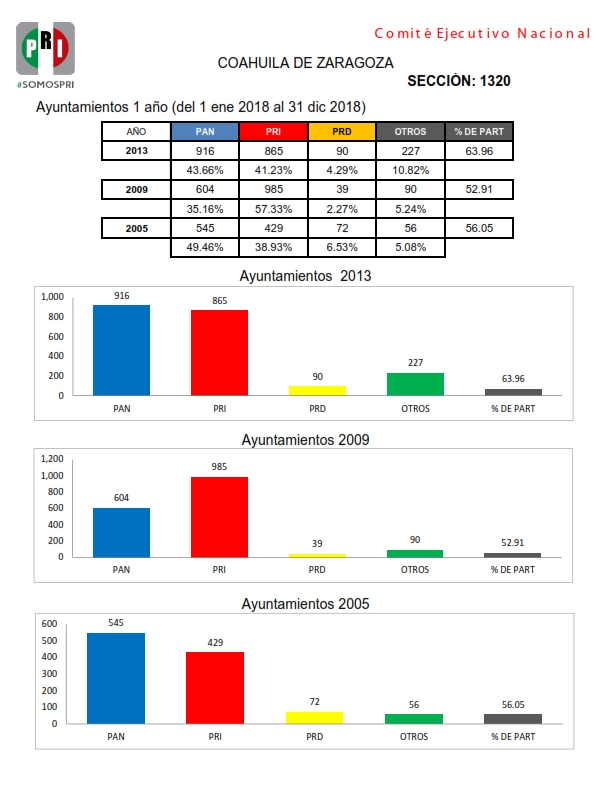 Comité Ejecutivo Nacional
PRI
#SOMOSPRI
COAHUILA DE ZARAGOZA
SECCIÓN: 1320
Ayuntamientos 1 año (del 1 ene 2018 al 31 dic 2018)
AÑO PAN PRI PRD OTROS % DE PART
2013 916 865 90 227 63.96
43.66% 41.23% 4.29% 10.82%
2009 604 985 39 90 52.91
35.16% 57.33% 2.27% 5.24%
2005 545 429 72 56 56.05
49.46% 38.93% 6.53% 5.08%
Ayuntamientos 2013
1,000
800
600
400
200
0
916 865 90 227 63.96
PAN PRI PRD OTROS % DE PART
Ayuntamientos 2009
1,200
1,000
800
600
400
200
0
604 985 39 90 52.91
PAN PRI PRD OTROS % DE PART
Ayuntamientos 2005
600
500
400
300
200
100
0
545 429 72 56 56.05
PAN PRI PRD OTROS % DE PART